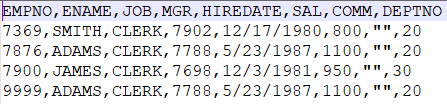 EMPNO,ENAME,JOB,MGR,HIREDATE,SAL,COMM,DEPTNO
7369,SMITH,CLERK,7902,12/17/1980,800,"",20
7876,ADAMS,CLERK,7788,5/23/1987,1100,"",20
7900,JAMES,CLERK,7698,12/3/1981,950,"",30
9999,ADAMS,CLERK,7788,5/23/1987,1100,"",20